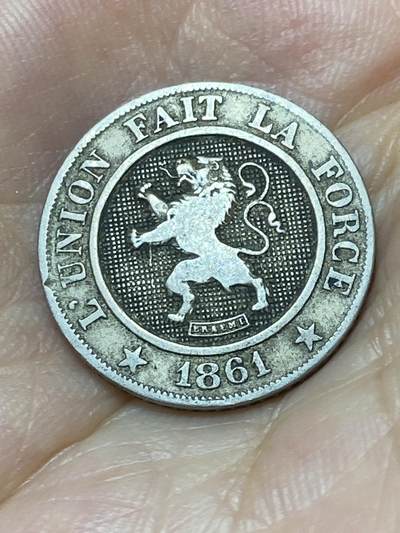 L'UNION FAIT LA FORCE
BRAEMT
1861